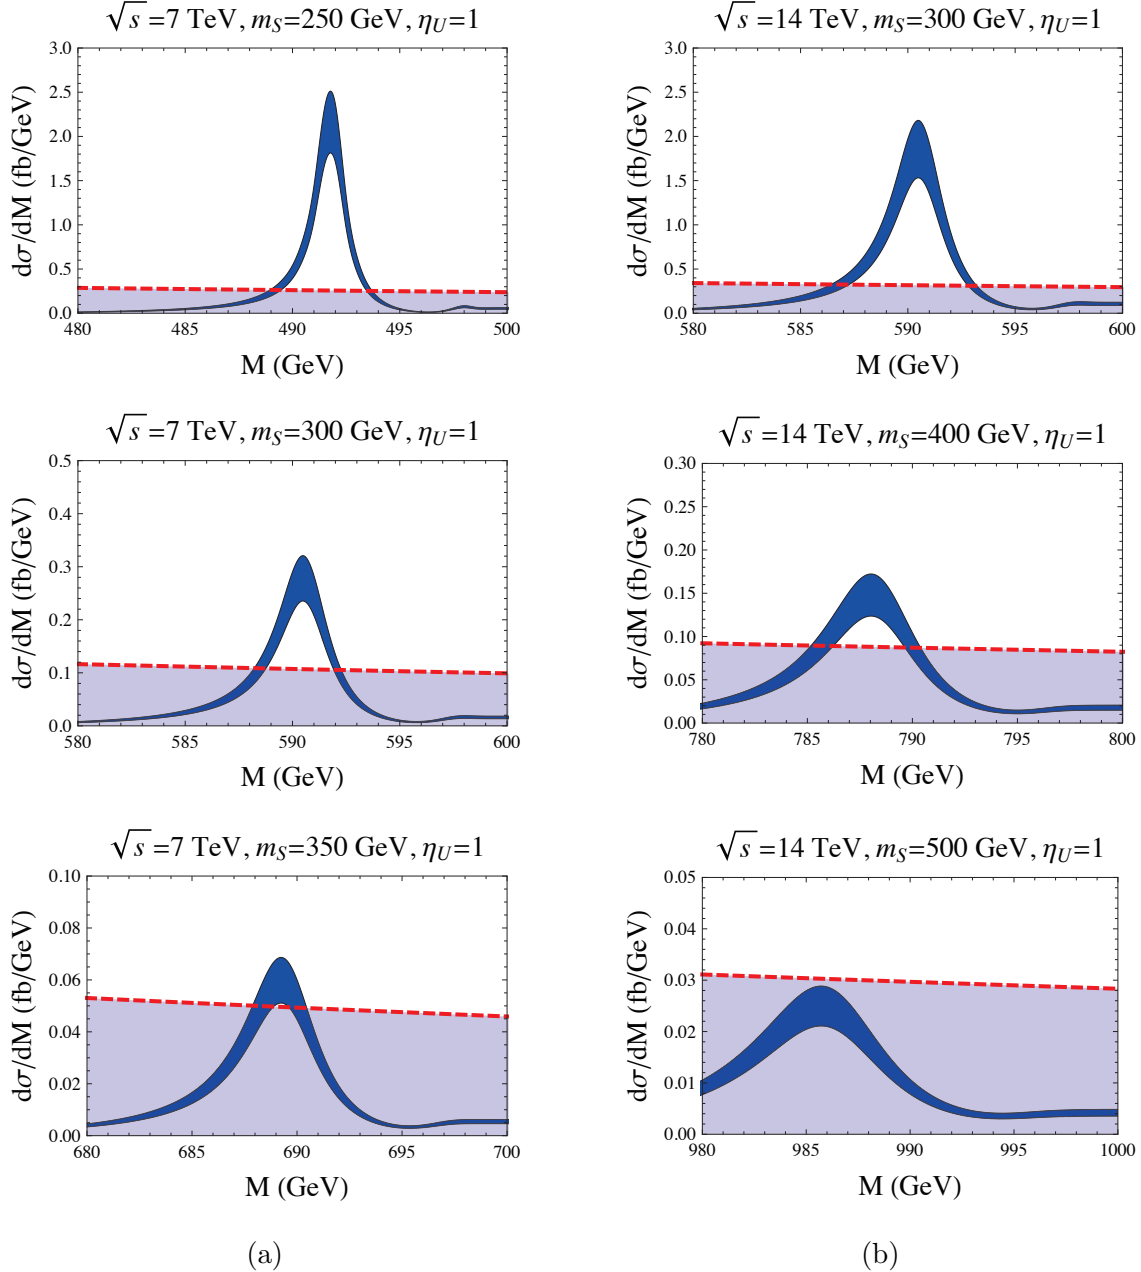 √s =7 TeV, m_S=250 GeV, η_U=1
dσ/dM (fb/GeV)
3.0
2.5
2.0
1.5
1.0
0.5
0.0
480 485 490 495 500
M (GeV)
√s =14 TeV, m_S=300 GeV, η_U=1
dσ/dM (fb/GeV)
3.0
2.5
2.0
1.5
1.0
0.5
0.0
580 585 590 595 600
M (GeV)
√s =7 TeV, m_S=300 GeV, η_U=1
dσ/dM (fb/GeV)
0.5
0.4
0.3
0.2
0.1
0.0
580 585 590 595 600
M (GeV)
√s =14 TeV, m_S=400 GeV, η_U=1
dσ/dM (fb/GeV)
0.30
0.25
0.20
0.15
0.10
0.05
0.00
780 785 790 795 800
M (GeV)
√s =7 TeV, m_S=350 GeV, η_U=1
dσ/dM (fb/GeV)
0.10
0.08
0.06
0.04
0.02
0.00
680 685 690 695 700
M (GeV)
√s =14 TeV, m_S=500 GeV, η_U=1
dσ/dM (fb/GeV)
0.05
0.04
0.03
0.02
0.01
0.00
980 985 990 995 1000
M (GeV)
(a)
(b)